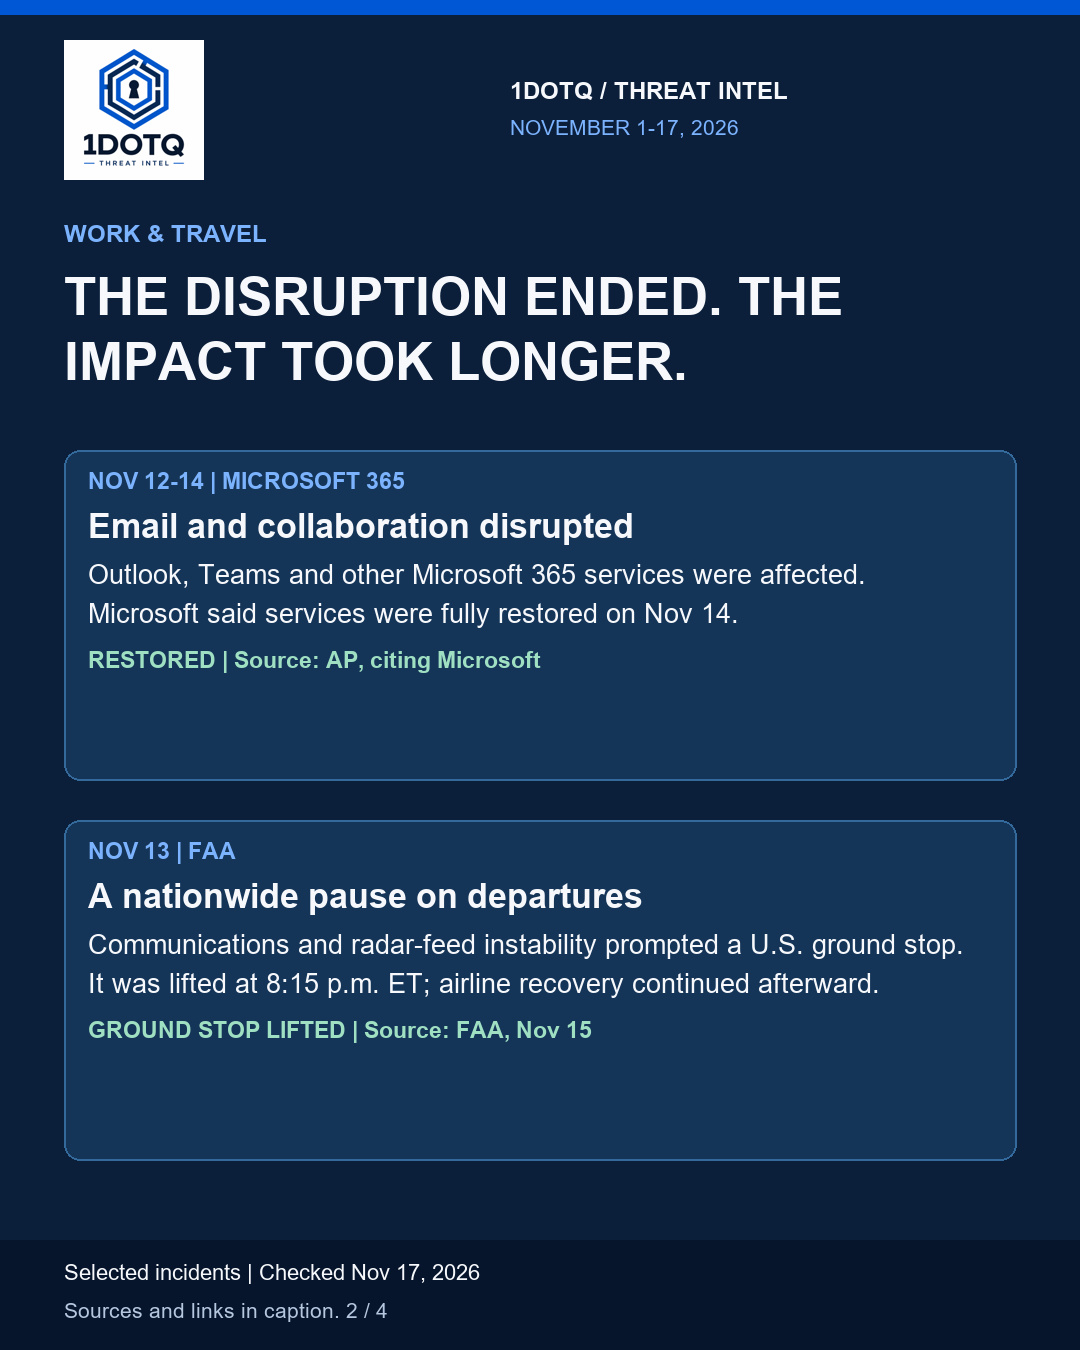 1DOTQ
THREAT INTEL
1DOTQ / THREAT INTEL
NOVEMBER 1-17, 2026
WORK & TRAVEL
THE DISRUPTION ENDED. THE
IMPACT TOOK LONGER.
NOV 12-14 | MICROSOFT 365
Email and collaboration disrupted
Outlook, Teams and other Microsoft 365 services were affected.
Microsoft said services were fully restored on Nov 14.
RESTORED | Source: AP, citing Microsoft
NOV 13 | FAA
A nationwide pause on departures
Communications and radar-feed instability prompted a U.S. ground stop.
It was lifted at 8:15 p.m. ET; airline recovery continued afterward.
GROUND STOP LIFTED | Source: FAA, Nov 15
Selected incidents | Checked Nov 17, 2026
Sources and links in caption. 2 / 4